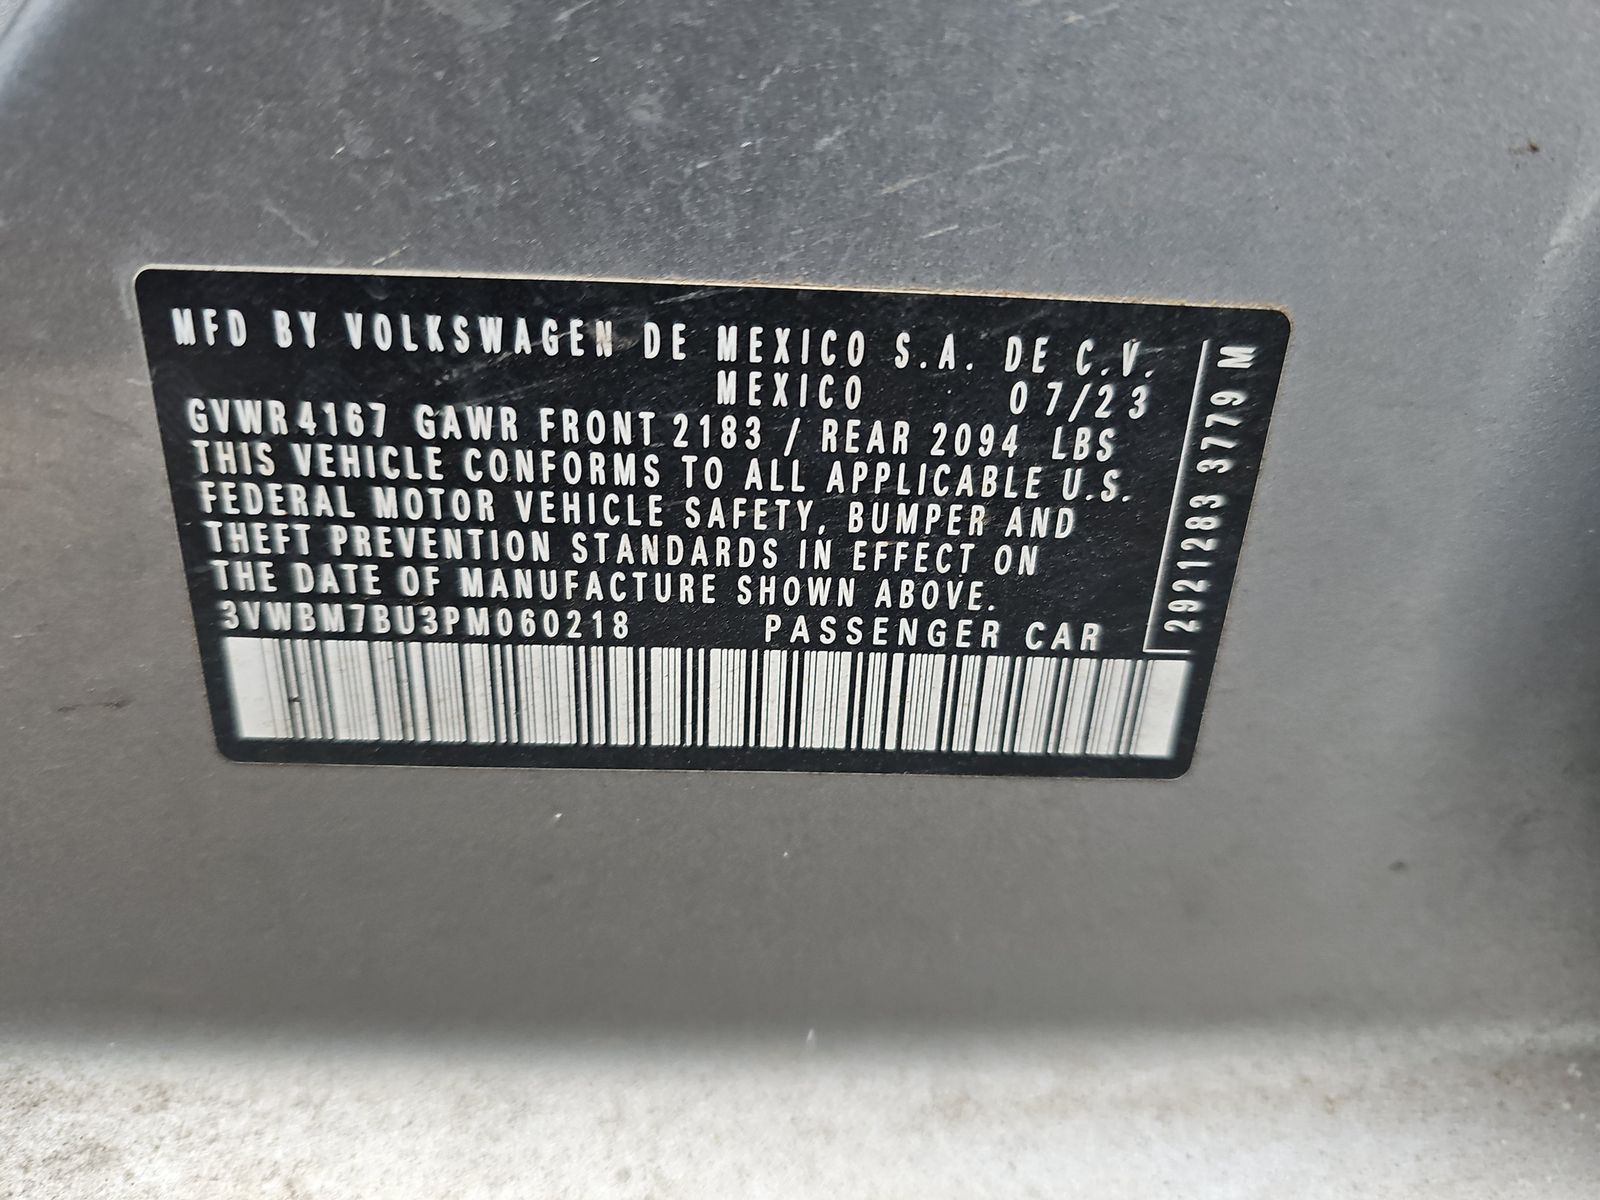 MFD BY VOLKSWAGEN DE MEXICO S.A. DE C.V.
MEXICO 07/23
GVWR 4167 GAWR FRONT 2183 / REAR 2094 LBS
THIS VEHICLE CONFORMS TO ALL APPLICABLE U.S.
FEDERAL MOTOR VEHICLE SAFETY, BUMPER AND
THEFT PREVENTION STANDARDS IN EFFECT ON
THE DATE OF MANUFACTURE SHOWN ABOVE.
3VWBM7BU3PM060218 PASSENGER CAR
2921283 3779 M